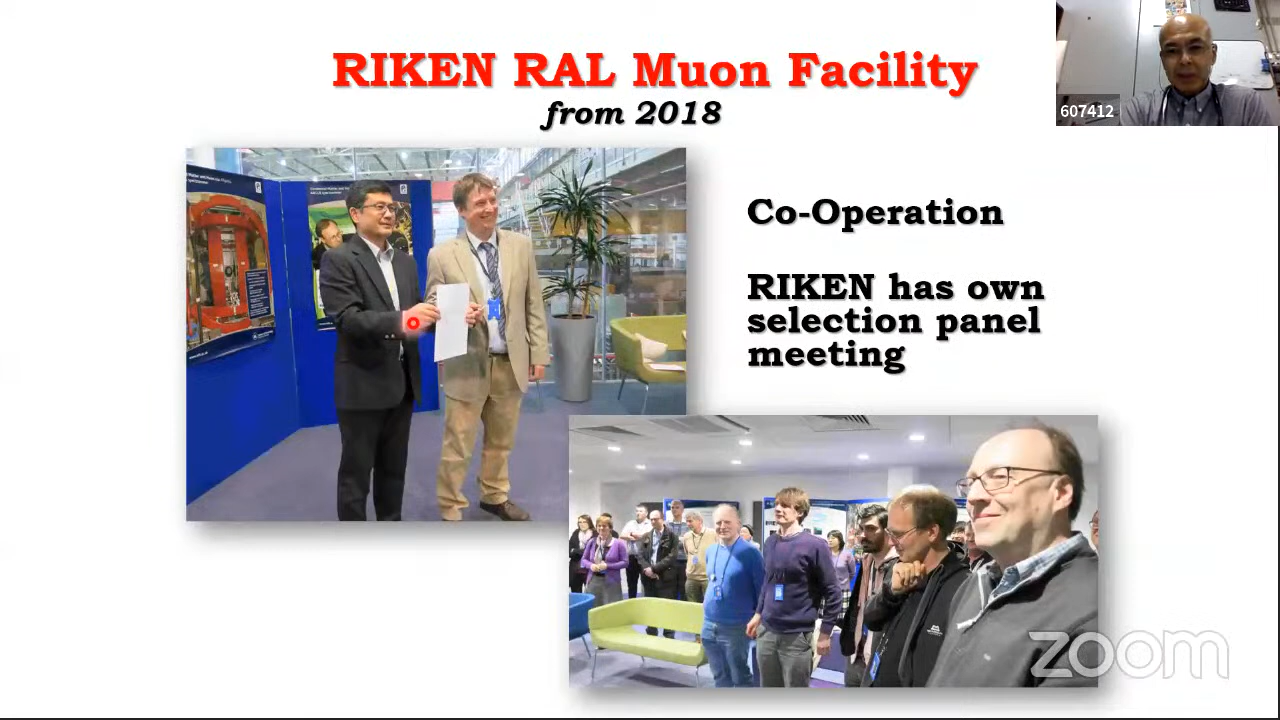 RIKEN RAL Muon Facility
from 2018
607412
Co-Operation
RIKEN has own
selection panel
meeting
zoom